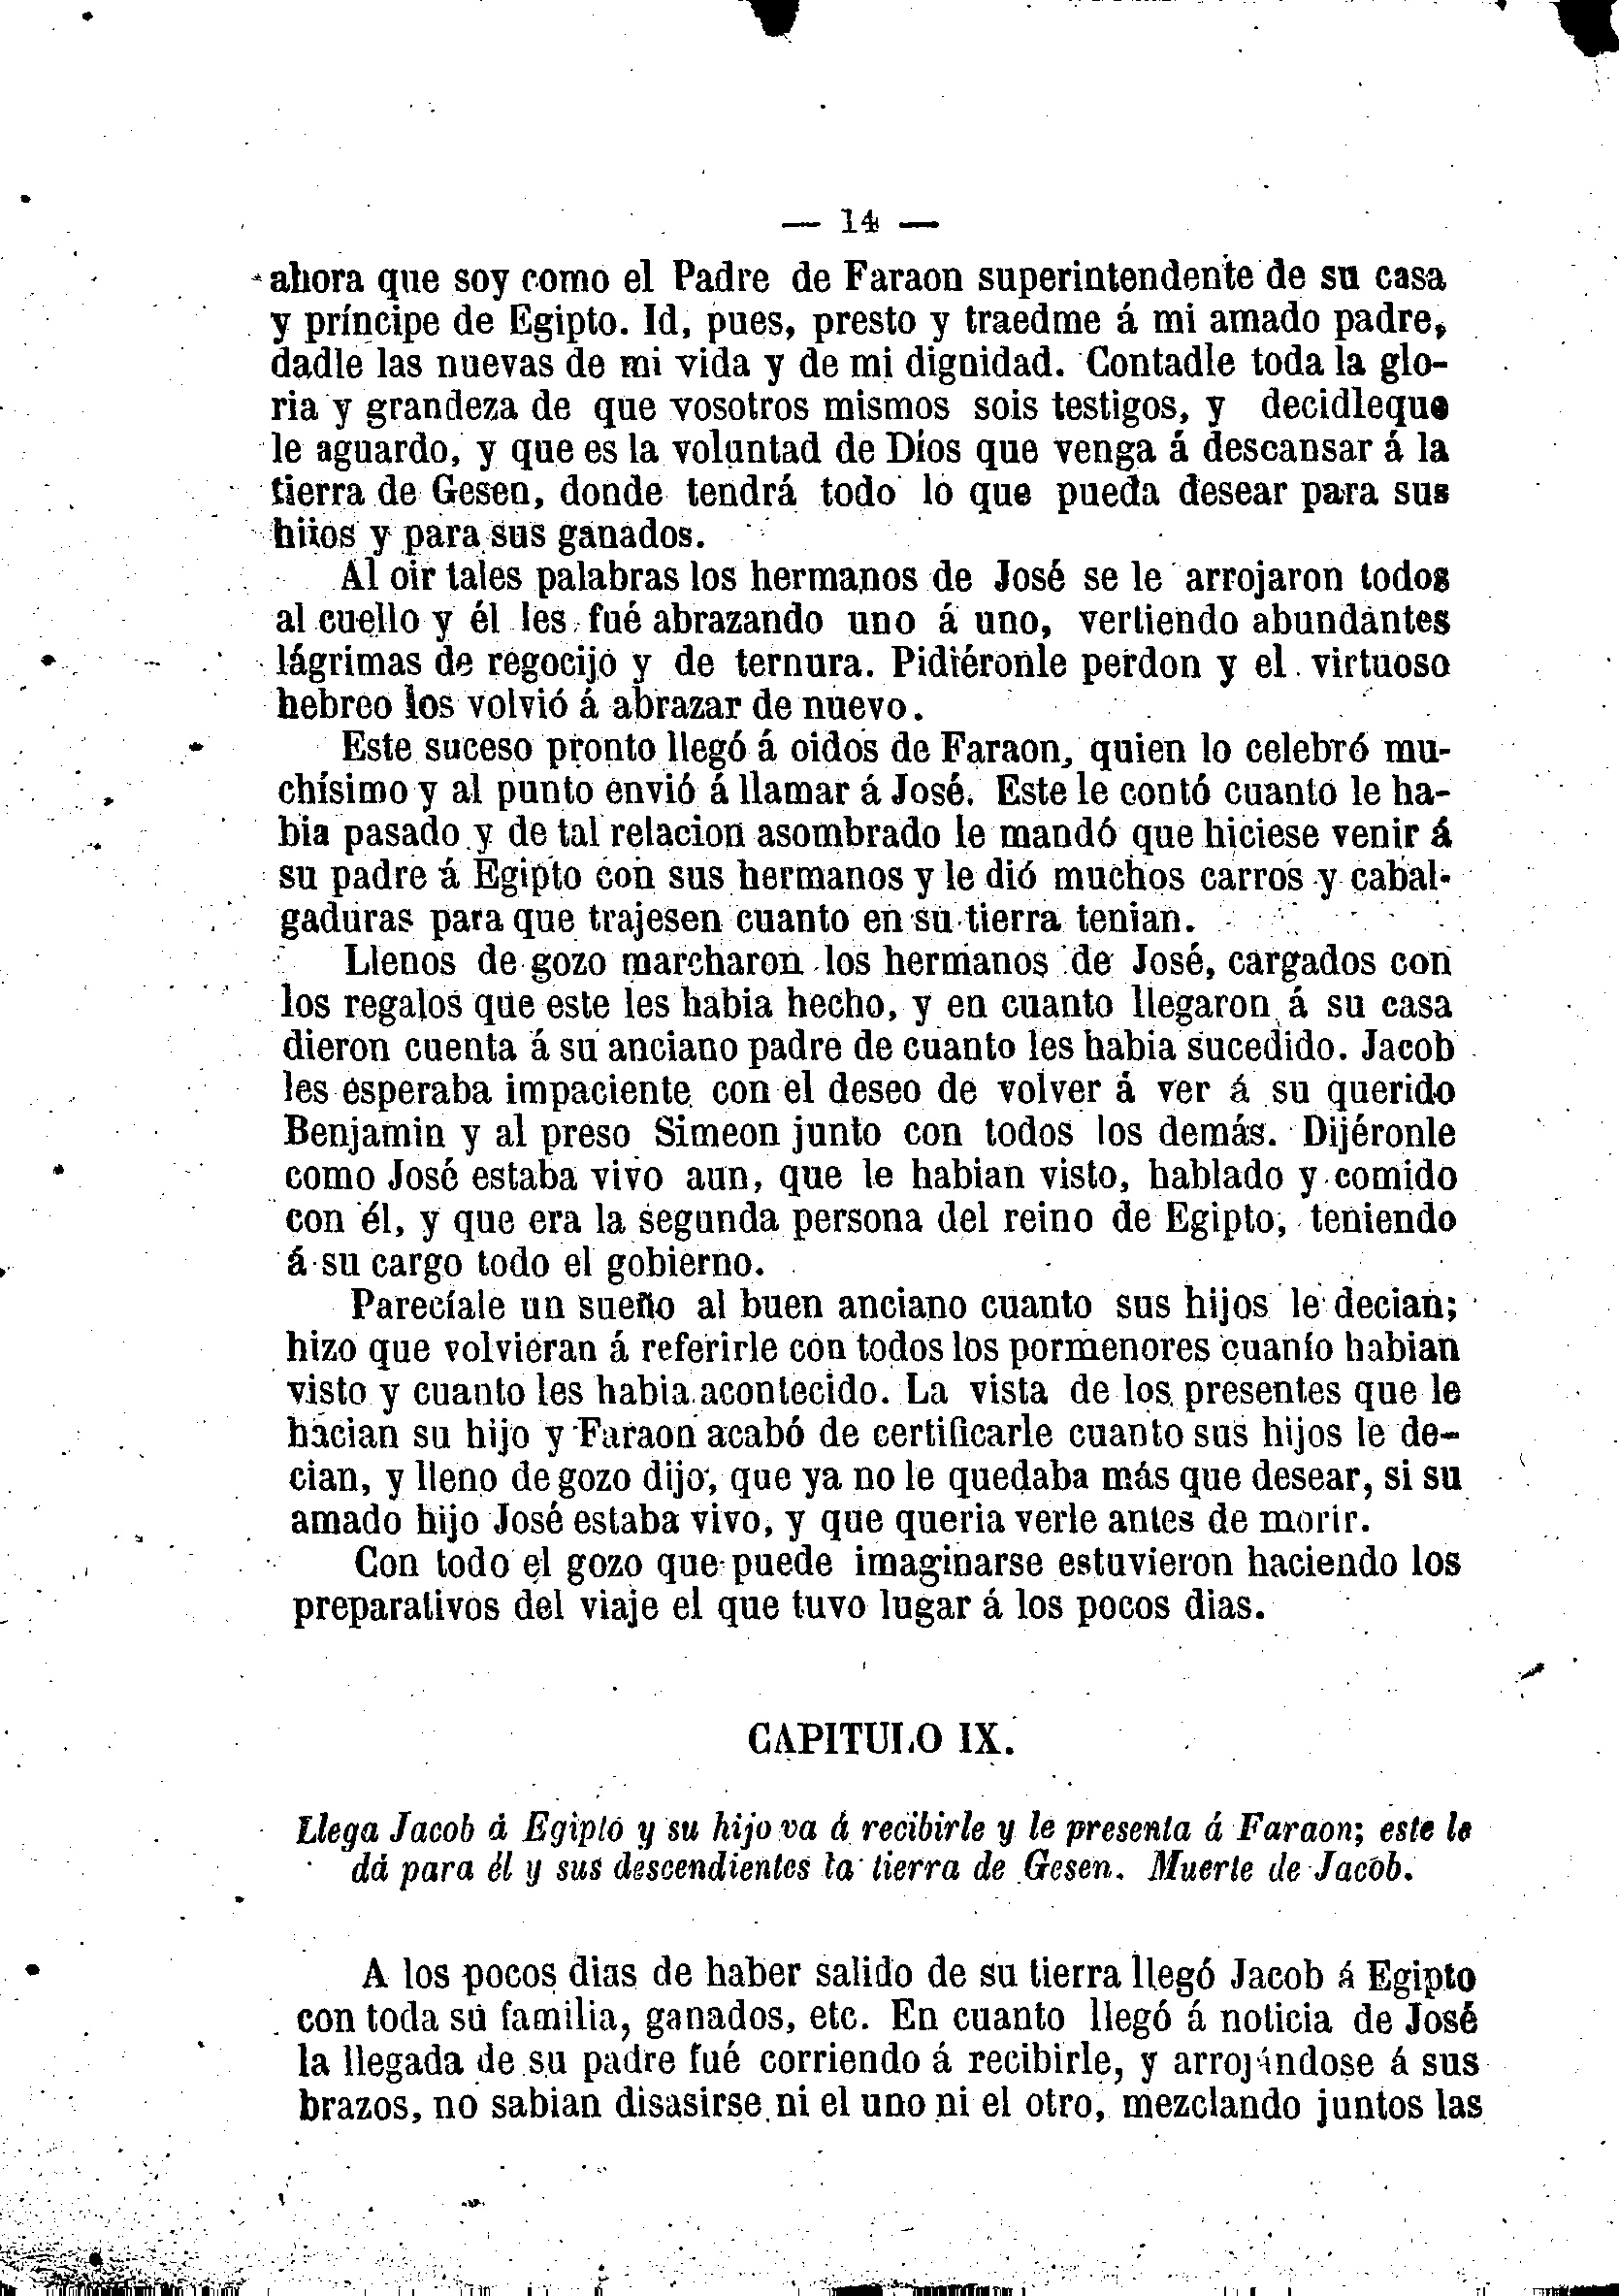 — 14 —
ahora que soy como el Padre de Faraon superintendente de su casa
y príncipe de Egipto. Id, pues, presto y traedme á mi amado padre,
dadle las nuevas de mi vida y de mi dignidad. Contadle toda la glo-
ria y grandeza de que vosotros mismos sois testigos, y decidleque
le aguardo, y que es la voluntad de Dios que venga á descansar á la
tierra de Gesen, donde tendrá todo lo que pueda desear para sus
hijos y para sus ganados.
Al oir tales palabras los hermanos de José se le arrojaron todos
al cuello y él les fué abrazando uno á uno, vertiendo abundantes
lágrimas de regocijo y de ternura. Pidiéronle perdon y el virtuoso
hebreo los volvió á abrazar de nuevo.
Este suceso pronto llegó á oidos de Faraon, quien lo celebró mu-
chísimo y al punto envió á llamar á José. Este le contó cuanto le ha-
bia pasado y de tal relacion asombrado le mandó que hiciese venir á
su padre á Egipto con sus hermanos y le dió muchos carros y cabal-
gaduras para que trajesen cuanto en su tierra tenian.
Llenos de gozo marcharon los hermanos de José, cargados con
los regalos que este les habia hecho, y en cuanto llegaron á su casa
dieron cuenta á su anciano padre de cuanto les habia sucedido. Jacob
les esperaba impaciente con el deseo de volver á ver á su querido
Benjamin y al preso Simeon junto con todos los demás. Dijéronle
como José estaba vivo aun, que le habian visto, hablado y comido
con él, y que era la segunda persona del reino de Egipto, teniendo
á su cargo todo el gobierno.
Parecíale un sueño al buen anciano cuanto sus hijos le decian;
hizo que volvieran á referirle con todos los pormenores cuanto habian
visto y cuanto les habia acontecido. La vista de los presentes que le
hacian su hijo y Faraon acabó de certificarle cuanto sus hijos le de-
cian, y lleno de gozo dijo, que ya no le quedaba más que desear, si su
amado hijo José estaba vivo, y que queria verle antes de morir.
Con todo el gozo que puede imaginarse estuvieron haciendo los
preparativos del viaje el que tuvo lugar á los pocos dias.
CAPITULO IX.
Llega Jacob á Egipto y su hijo va á recibirle y le presenta á Faraon; este le
dá para él y sus descendientes la tierra de Gesen. Muerte de Jacob.
A los pocos dias de haber salido de su tierra llegó Jacob á Egipto
con toda su familia, ganados, etc. En cuanto llegó á noticia de José
la llegada de su padre fué corriendo á recibirle, y arrojándose á sus
brazos, no sabian disasirse ni el uno ni el otro, mezclando juntos las